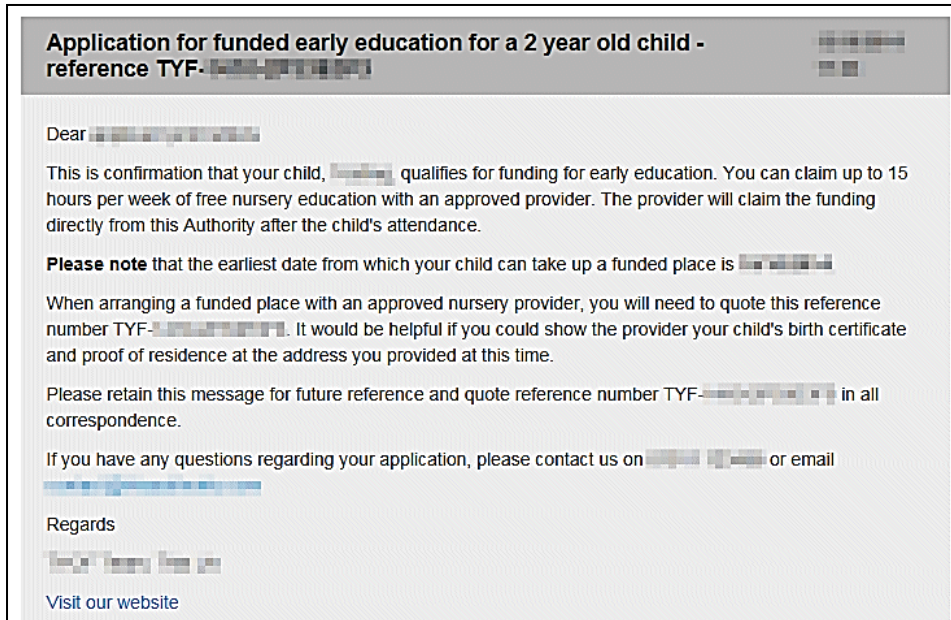 Application for funded early education for a 2 year old child -
reference TYF-
Dear
This is confirmation that your child, qualifies for funding for early education. You can claim up to 15
hours per week of free nursery education with an approved provider. The provider will claim the funding
directly from this Authority after the child's attendance.
Please note that the earliest date from which your child can take up a funded place is
When arranging a funded place with an approved nursery provider, you will need to quote this reference
number TYF- . It would be helpful if you could show the provider your child's birth certificate
and proof of residence at the address you provided at this time.
Please retain this message for future reference and quote reference number TYF- in all
correspondence.
If you have any questions regarding your application, please contact us on or email
Regards
Visit our website